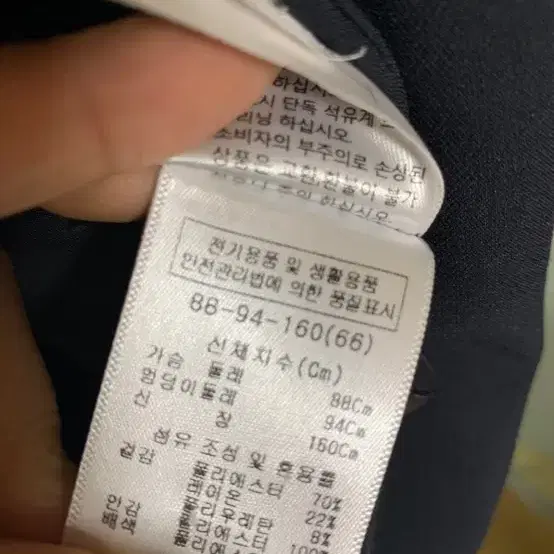 하십시오
시 단독 석유계
닝 하십시오
소비자의 부주의로 손상된
상품은 교환,환불이 불가
주의 하십시오.
전기용품 및 생활용품
안전관리법에 의한 품질표시
88-94-160(66)
신체치수(Cm)
가슴 둘레 88Cm
엉덩이둘레 94Cm
신 장 160Cm
섬유 조성 및 혼용률
겉감 폴리에스터 70%
레이온 22%
폴리우레탄 8%
안감 폴리에스터 100%
배색